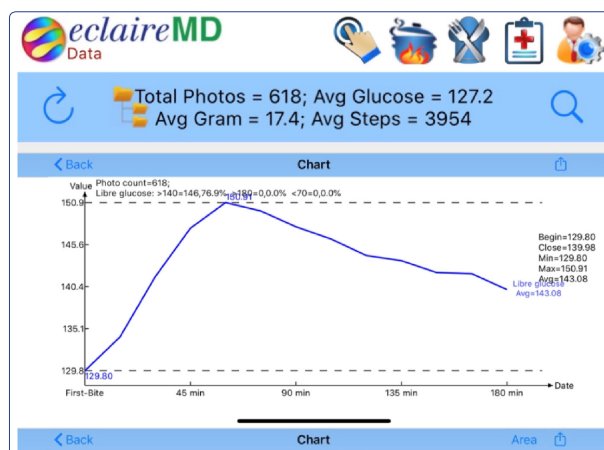 eclaireMD
Data
Total Photos = 618; Avg Glucose = 127.2
Avg Gram = 17.4; Avg Steps = 3954
Back Chart
Value
Photo count=618;
Libre glucose: >140=146,76.9% >180=0,0.0% <70=0,0.0%
150.9
150.91
145.6
140.4
135.1
129.8
129.80
Begin=129.80
Close=139.98
Min=129.80
Max=150.91
Avg=143.08
Libre glucose
Avg=143.08
First-Bite 45 min 90 min 135 min 180 min Date
Back Chart Area